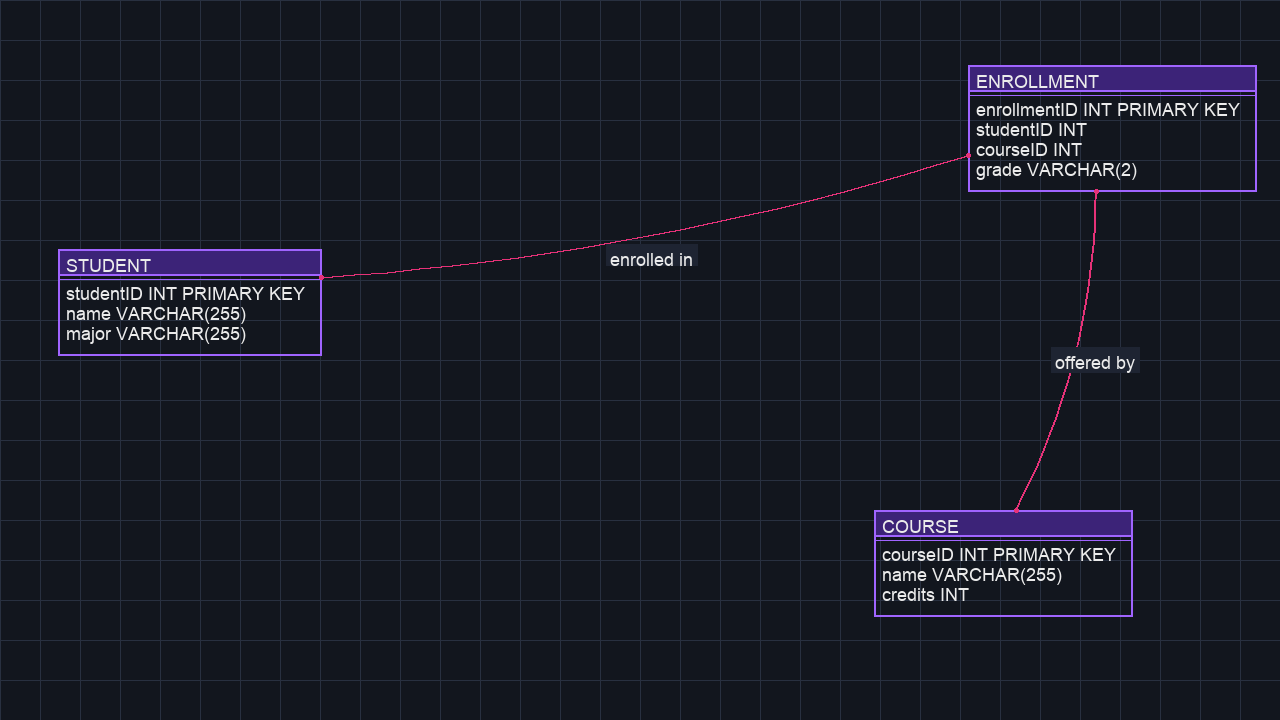 ENROLLMENT
enrollmentID INT PRIMARY KEY
studentID INT
courseID INT
grade VARCHAR(2)
enrolled in
STUDENT
studentID INT PRIMARY KEY
name VARCHAR(255)
major VARCHAR(255)
offered by
COURSE
courseID INT PRIMARY KEY
name VARCHAR(255)
credits INT